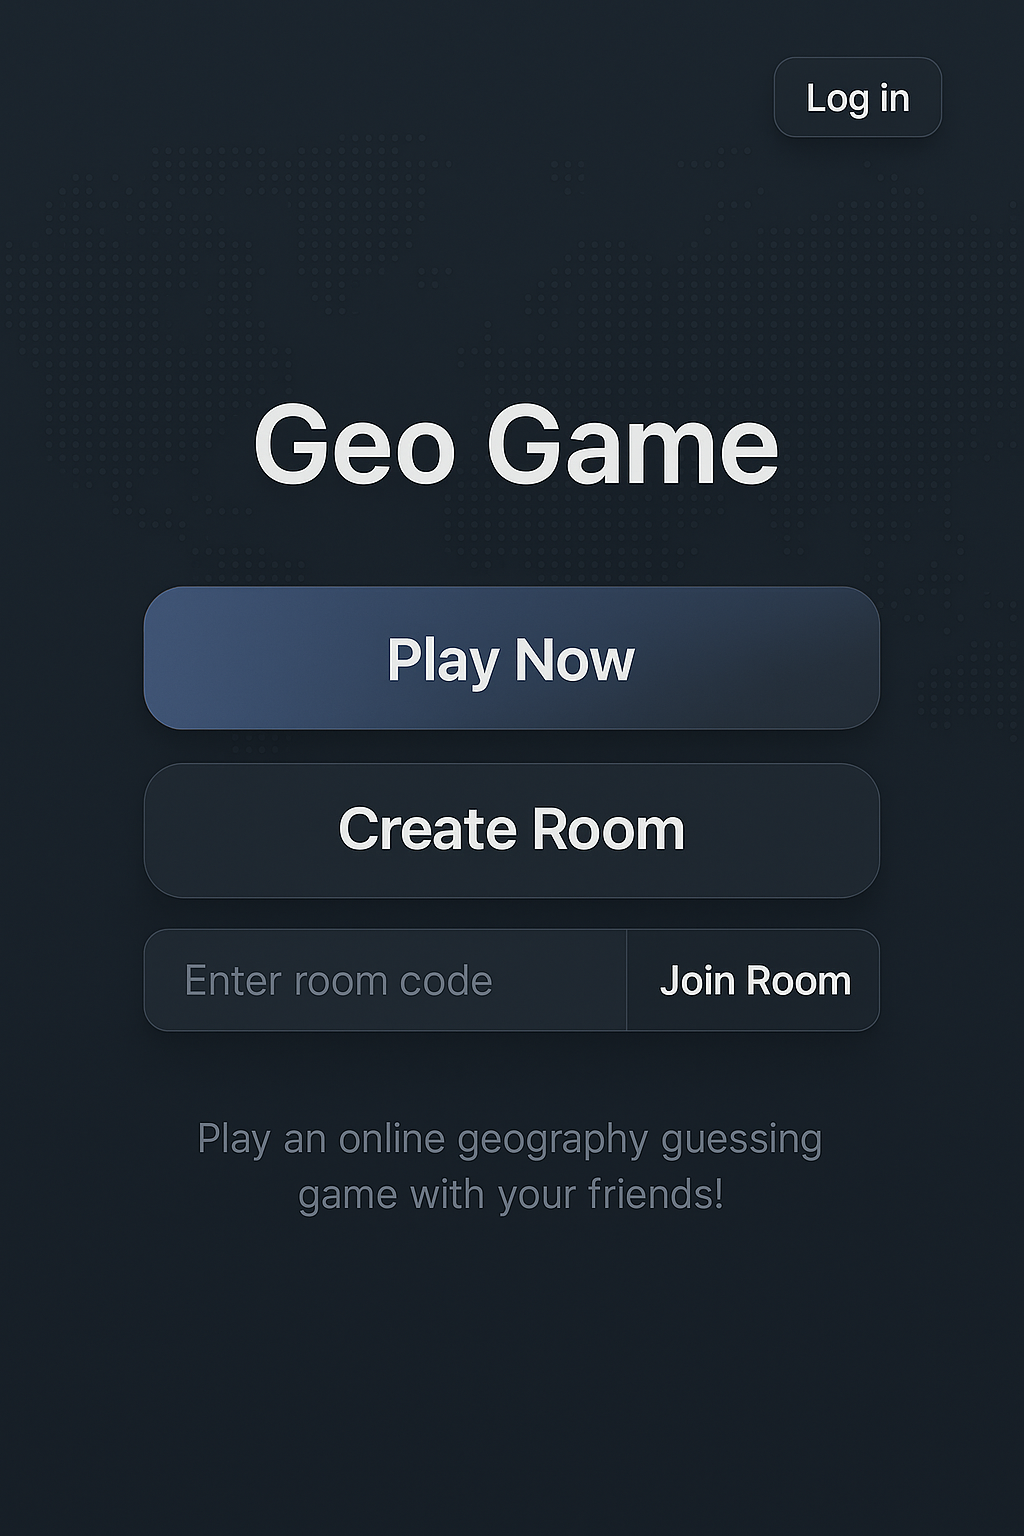 Log in
Geo Game
Play Now
Create Room
Enter room code
Join Room
Play an online geography guessing
game with your friends!